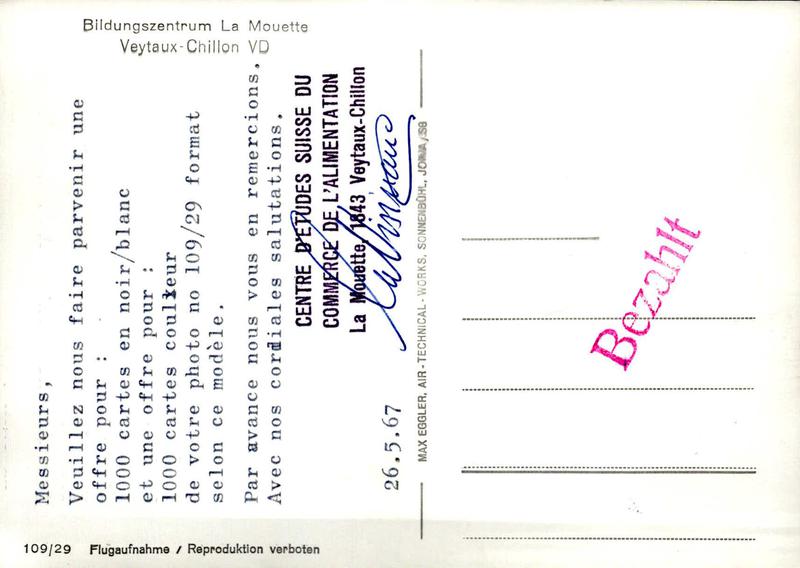 Bildungszentrum La Mouette
Veytaux-Chillon VD
Messieurs,
Veuillez nous faire parvenir une
offre pour :
1000 cartes en noir/blanc
et une offre pour :
1000 cartes couleur
de votre photo no 109/29 format
selon ce modèle.
Par avance nous vous en remercions.
Avec nos cordiales salutations.
CENTRE D'ETUDES SUISSE DU
COMMERCE DE L'ALIMENTATION
La Mouette, 1843 Veytaux-Chillon
26.5.67
MAX EGGLER, AIR-TECHNICAL-WORKS, SONNENBÜHL, JONA/SG
Bezahlt
109/29 Flugaufnahme / Reproduktion verboten